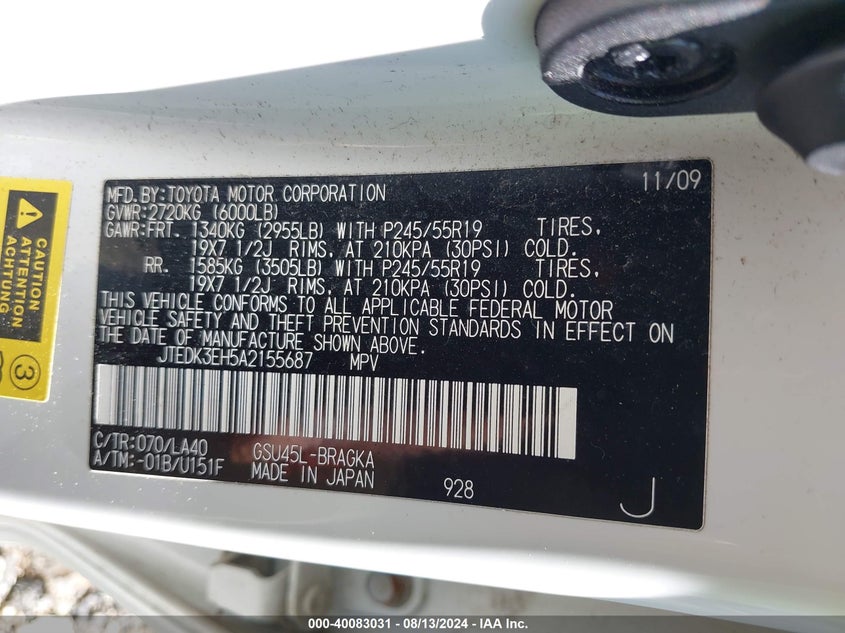 11/09
MFD.BY:TOYOTA MOTOR CORPORATION
GVWR:2720KG (6000LB)
GAWR:FRT. 1340KG (2955LB) WITH P245/55R19 TIRES,
19X7 1/2J RIMS, AT 210KPA (30PSI) COLD.
RR. 1585KG (3505LB) WITH P245/55R19 TIRES,
19X7 1/2J RIMS, AT 210KPA (30PSI) COLD.
THIS VEHICLE CONFORMS TO ALL APPLICABLE FEDERAL MOTOR
VEHICLE SAFETY AND THEFT PREVENTION STANDARDS IN EFFECT ON
THE DATE OF MANUFACTURE SHOWN ABOVE.
JTEDK3EH5A2155687 MPV
C/TR:070/LA40 GSU45L-BRAGKA
A/TM:-01B/U151F MADE IN JAPAN 928 J
CAUTION
ATTENTION
ACHTUNG
3
000-40083031 - 08/13/2024 - IAA Inc.